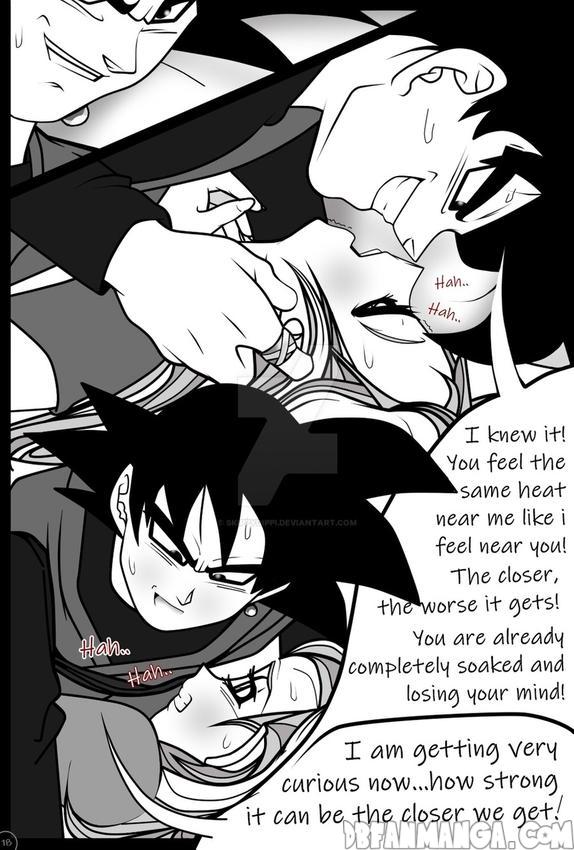 Hah..
Hah..
I knew it!
You feel the
same heat
near me like i
feel near you!
The closer,
the worse it gets!
You are already
completely soaked and
losing your mind!
Hah..
Hah..
I am getting very
curious now...how strong
it can be the closer we get!
DBFANMANGA.COM